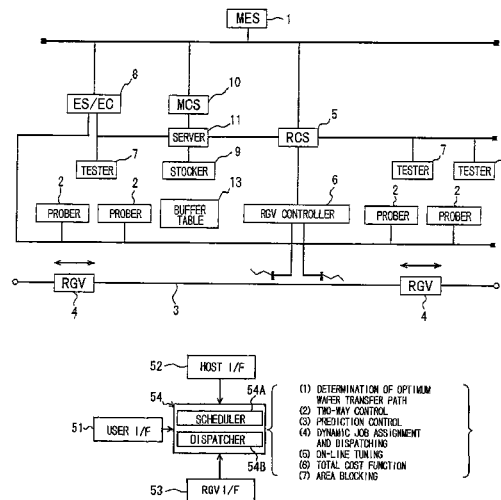 MES 1
8 10
ES/EC MCS 5
11
SERVER RCS
7 9 7
TESTER STOCKER TESTER TESTER
2 2 13 6 2 2
PROBER PROBER BUFFER TABLE RGV CONTROLLER PROBER PROBER
RGV RGV
4 3 4
52 HOST I/F
54 54A
SCHEDULER
51 USER I/F
DISPATCHER
54B
53 RGV I/F
(1) DETERMINATION OF OPTIMUM
WAFER TRANSFER PATH
(2) TWO-WAY CONTROL
(3) PREDICTION CONTROL
(4) DYNAMIC JOB ASSIGNMENT
AND DISPATCHING
(5) ON-LINE TUNING
(6) TOTAL COST FUNCTION
(7) AREA BLOCKING